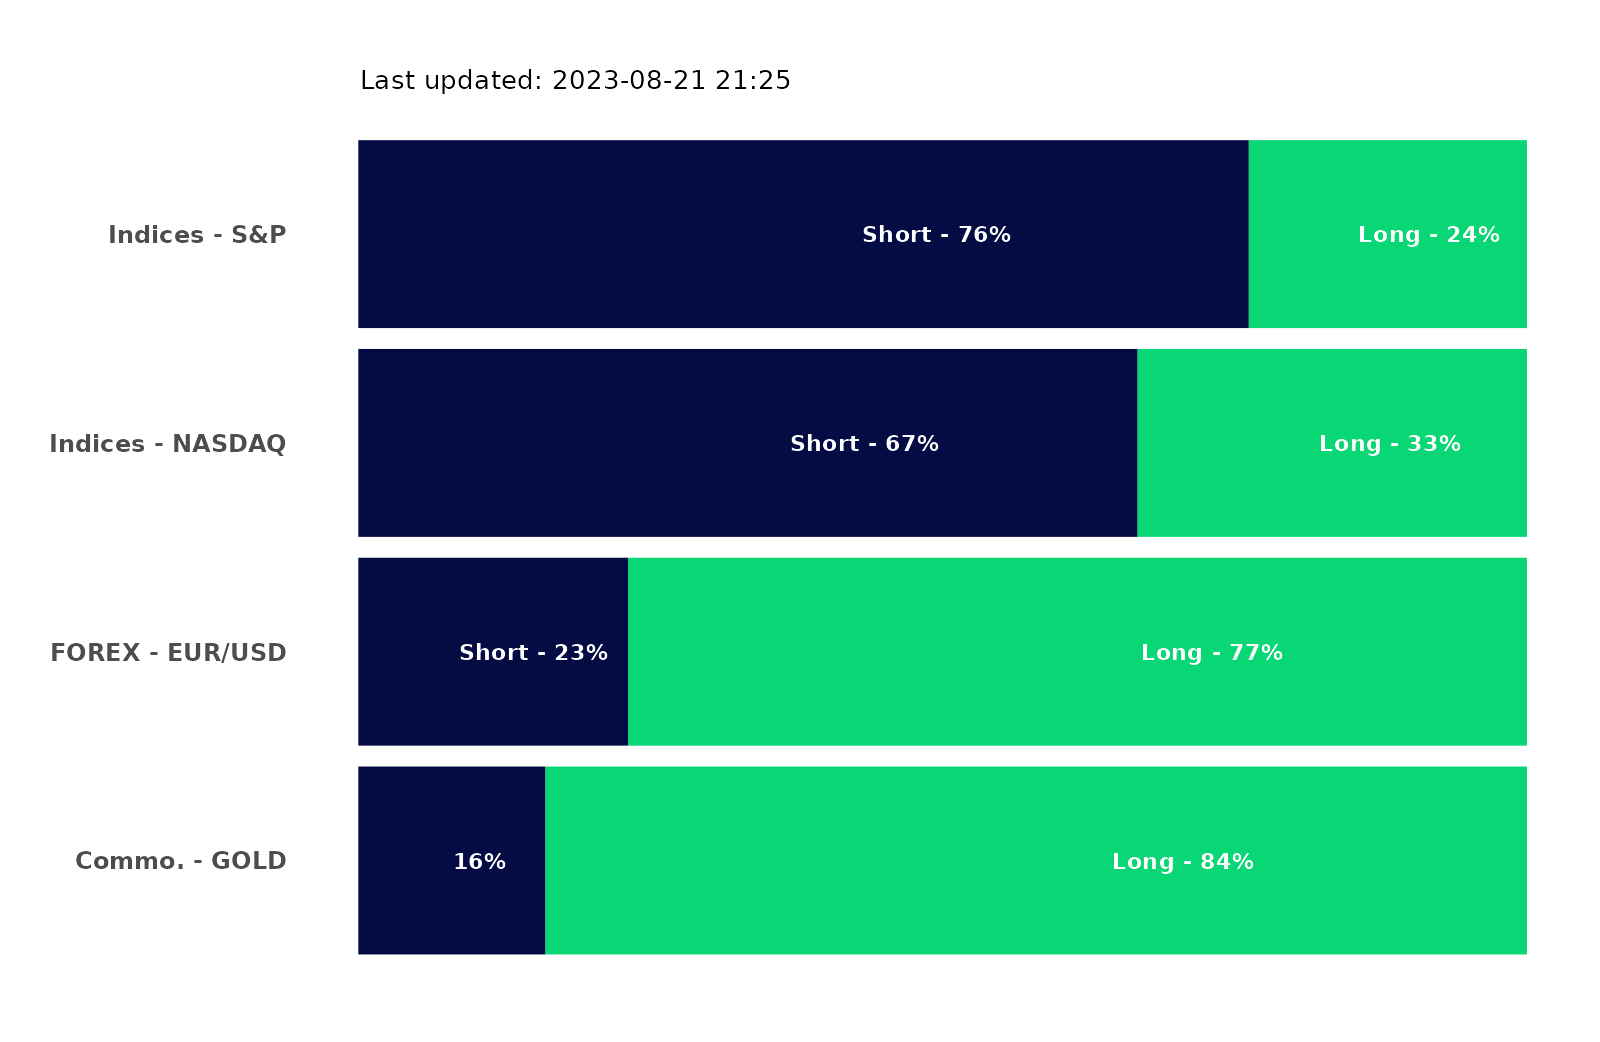 Last updated: 2023-08-21 21:25
Indices - S&P
Short - 76%
Long - 24%
Indices - NASDAQ
Short - 67%
Long - 33%
FOREX - EUR/USD
Short - 23%
Long - 77%
Commo. - GOLD
16%
Long - 84%